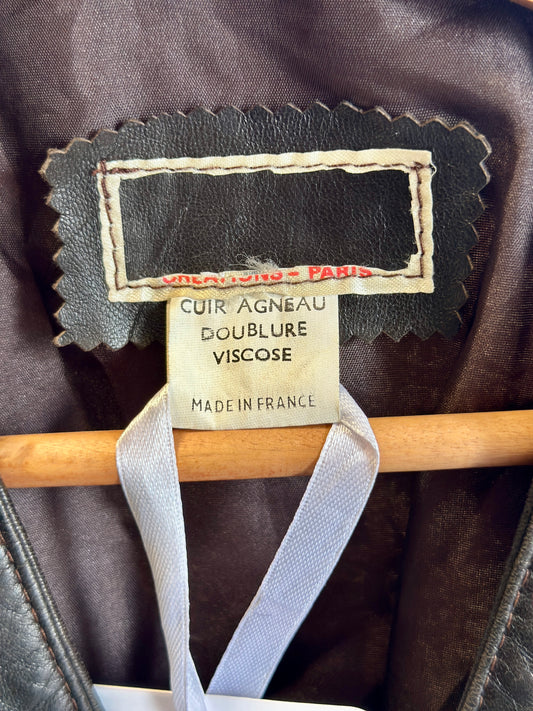 CREATIONS - PARIS
CUIR AGNEAU
DOUBLURE
VISCOSE
MADE IN FRANCE